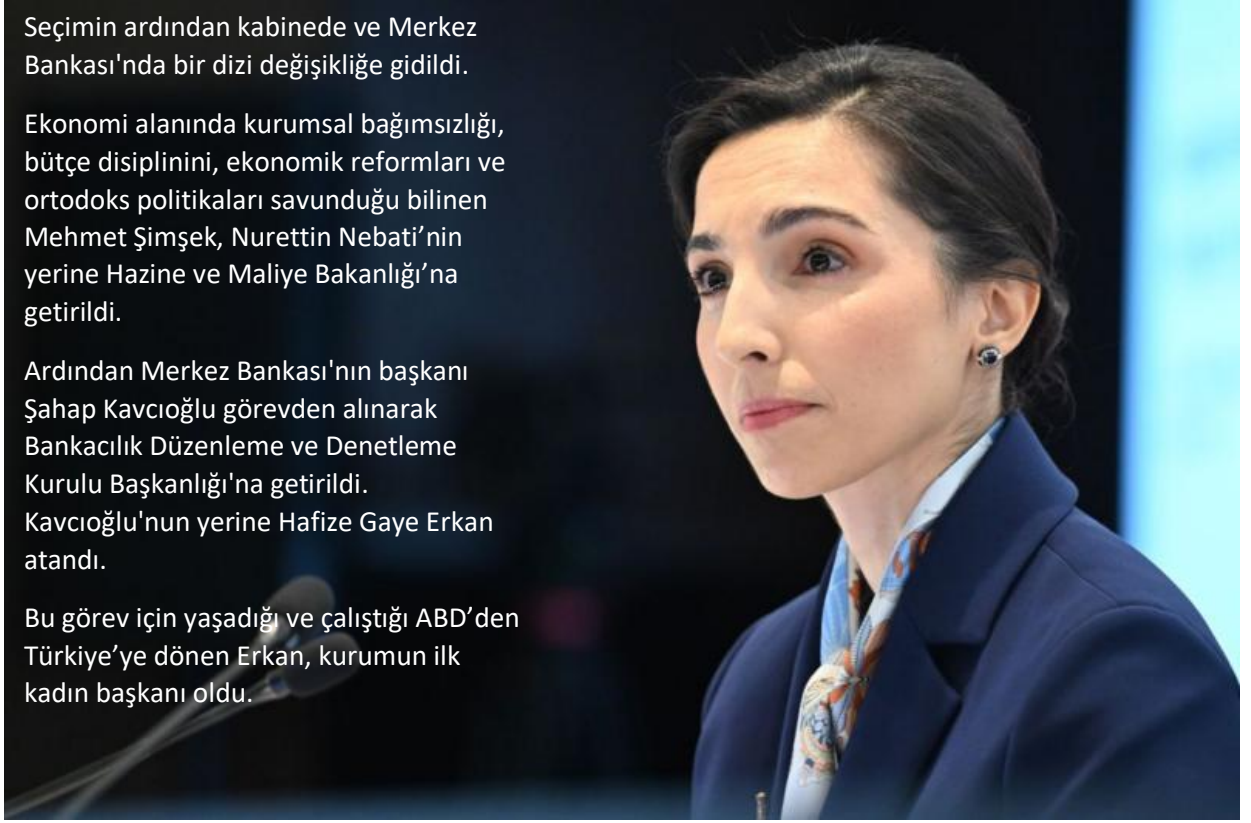 Seçimin ardından kabinede ve Merkez
Bankası'nda bir dizi değişikliğe gidildi.
Ekonomi alanında kurumsal bağımsızlığı,
bütçe disiplinini, ekonomik reformları ve
ortodoks politikaları savunduğu bilinen
Mehmet Şimşek, Nurettin Nebati’nin
yerine Hazine ve Maliye Bakanlığı’na
getirildi.
Ardından Merkez Bankası'nın başkanı
Şahap Kavcıoğlu görevden alınarak
Bankacılık Düzenleme ve Denetleme
Kurulu Başkanlığı'na getirildi.
Kavcıoğlu'nun yerine Hafize Gaye Erkan
atandı.
Bu görev için yaşadığı ve çalıştığı ABD’den
Türkiye’ye dönen Erkan, kurumun ilk
kadın başkanı oldu.